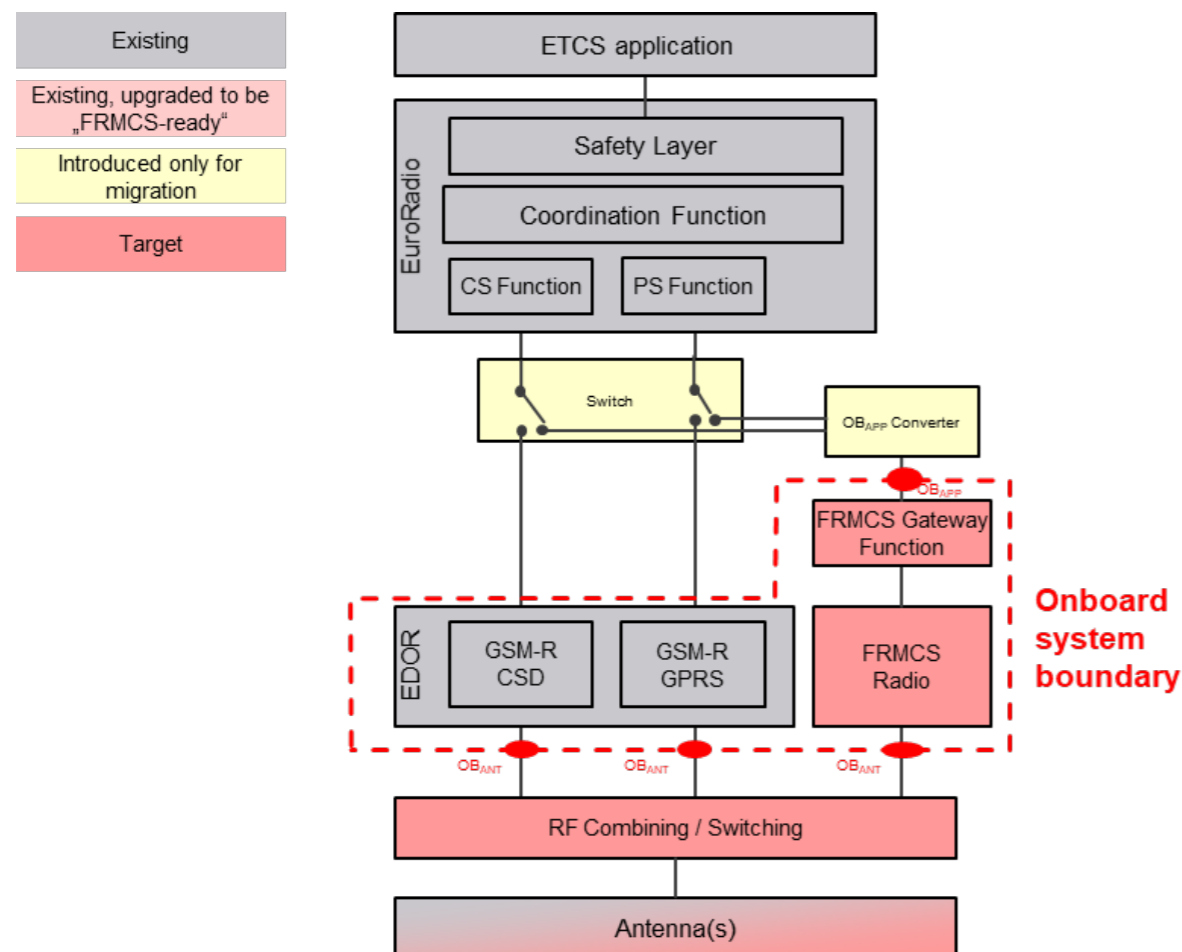 Existing
Existing, upgraded to be
„FRMCS-ready“
Introduced only for
migration
Target
ETCS application
EuroRadio
Safety Layer
Coordination Function
CS Function
PS Function
Switch
OBAPP Converter
OBAPP
FRMCS Gateway
Function
Onboard
system
boundary
EDOR
GSM-R
CSD
GSM-R
GPRS
FRMCS
Radio
OBANT
OBANT
OBANT
RF Combining / Switching
Antenna(s)